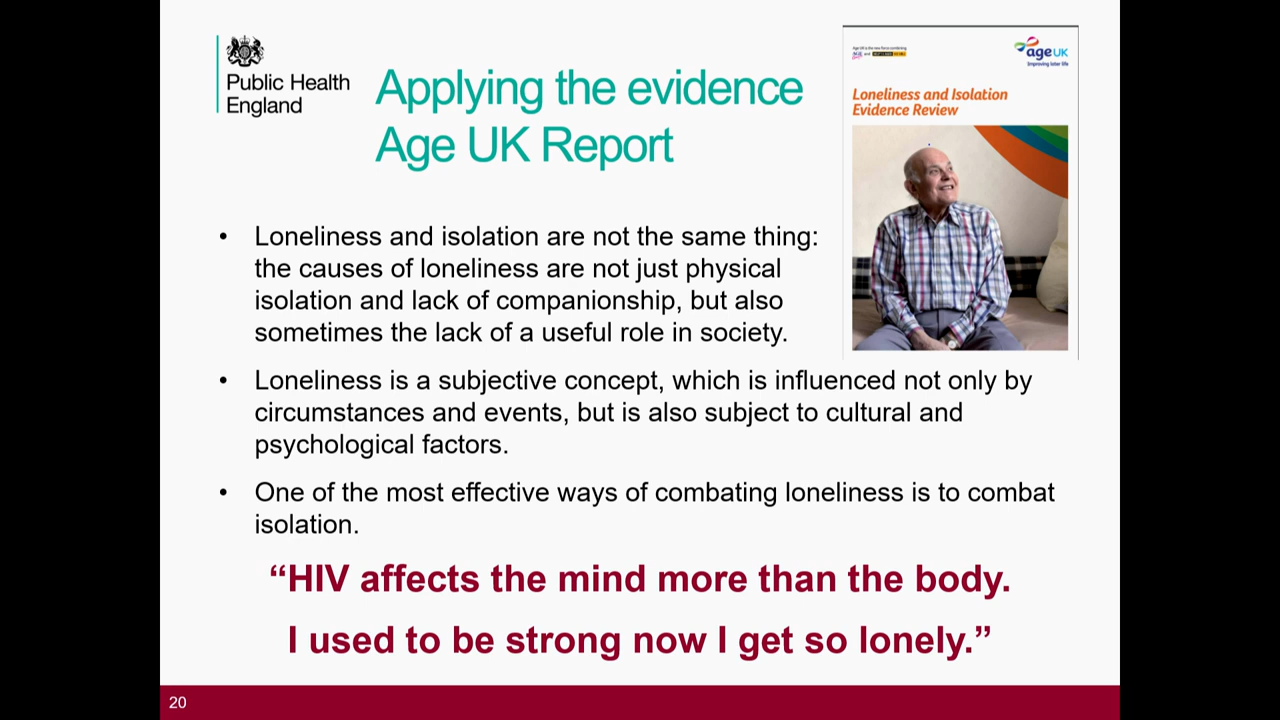 Public Health
England
Applying the evidence
Age UK Report
age UK
Improving later life
Loneliness and Isolation
Evidence Review
• Loneliness and isolation are not the same thing:
the causes of loneliness are not just physical
isolation and lack of companionship, but also
sometimes the lack of a useful role in society.
• Loneliness is a subjective concept, which is influenced not only by
circumstances and events, but is also subject to cultural and
psychological factors.
• One of the most effective ways of combating loneliness is to combat
isolation.
“HIV affects the mind more than the body.
I used to be strong now I get so lonely.”
20